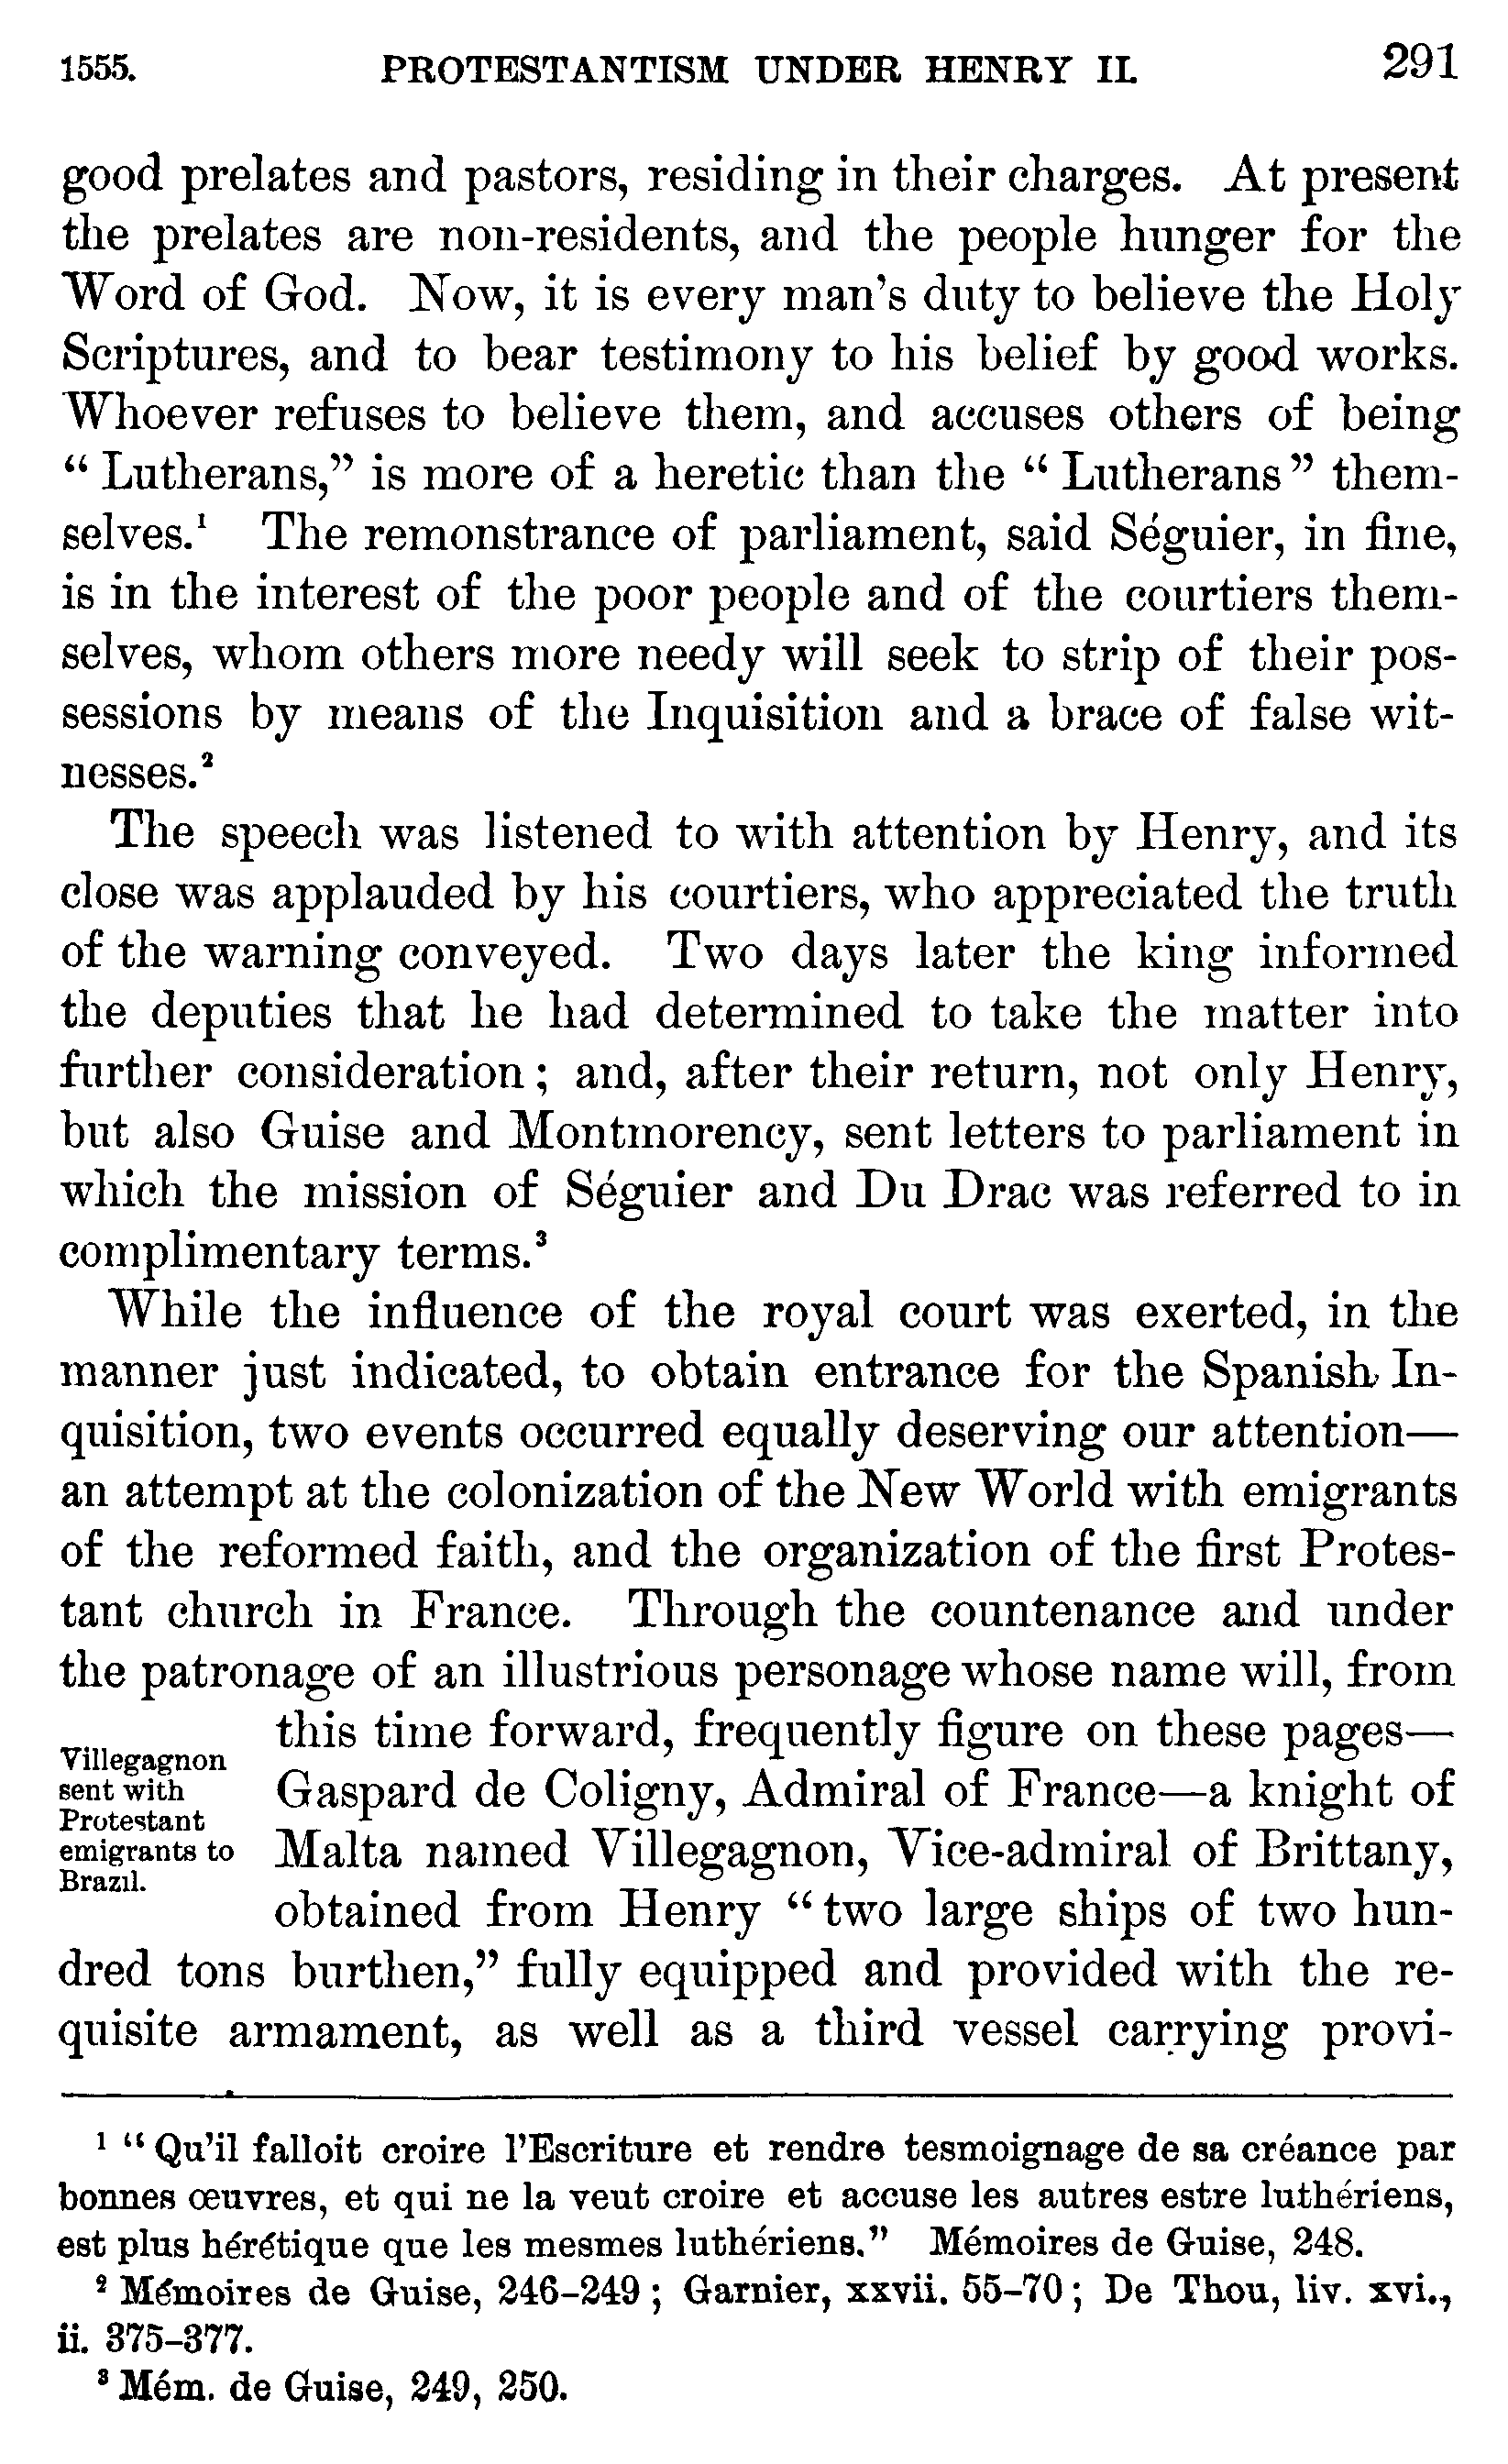 1555. PROTESTANTISM UNDER HENRY II. 291
good prelates and pastors, residing in their charges. At present
the prelates are non-residents, and the people hunger for the
Word of God. Now, it is every man's duty to believe the Holy
Scriptures, and to bear testimony to his belief by good works.
Whoever refuses to believe them, and accuses others of being
“ Lutherans,” is more of a heretic than the “ Lutherans ” them-
selves.¹ The remonstrance of parliament, said Séguier, in fine,
is in the interest of the poor people and of the courtiers them-
selves, whom others more needy will seek to strip of their pos-
sessions by means of the Inquisition and a brace of false wit-
nesses.²
The speech was listened to with attention by Henry, and its
close was applauded by his courtiers, who appreciated the truth
of the warning conveyed. Two days later the king informed
the deputies that he had determined to take the matter into
further consideration ; and, after their return, not only Henry,
but also Guise and Montmorency, sent letters to parliament in
which the mission of Séguier and Du Drac was referred to in
complimentary terms.³
While the influence of the royal court was exerted, in the
manner just indicated, to obtain entrance for the Spanish In-
quisition, two events occurred equally deserving our attention—
an attempt at the colonization of the New World with emigrants
of the reformed faith, and the organization of the first Protes-
tant church in France. Through the countenance and under
the patronage of an illustrious personage whose name will, from
Villegagnon
sent with
Protestant
emigrants to
Brazil.
this time forward, frequently figure on these pages—
Gaspard de Coligny, Admiral of France—a knight of
Malta named Villegagnon, Vice-admiral of Brittany,
obtained from Henry “ two large ships of two hun-
dred tons burthen,” fully equipped and provided with the re-
quisite armament, as well as a third vessel carrying provi-
¹ “ Qu'il falloit croire l'Escriture et rendre tesmoignage de sa créance par
bonnes œuvres, et qui ne la veut croire et accuse les autres estre luthériens,
est plus hérétique que les mesmes luthériens.” Mémoires de Guise, 248.
² Mémoires de Guise, 246–249 ; Garnier, xxvii. 55–70 ; De Thou, liv. xvi.,
ii. 375–377.
³ Mém. de Guise, 249, 250.